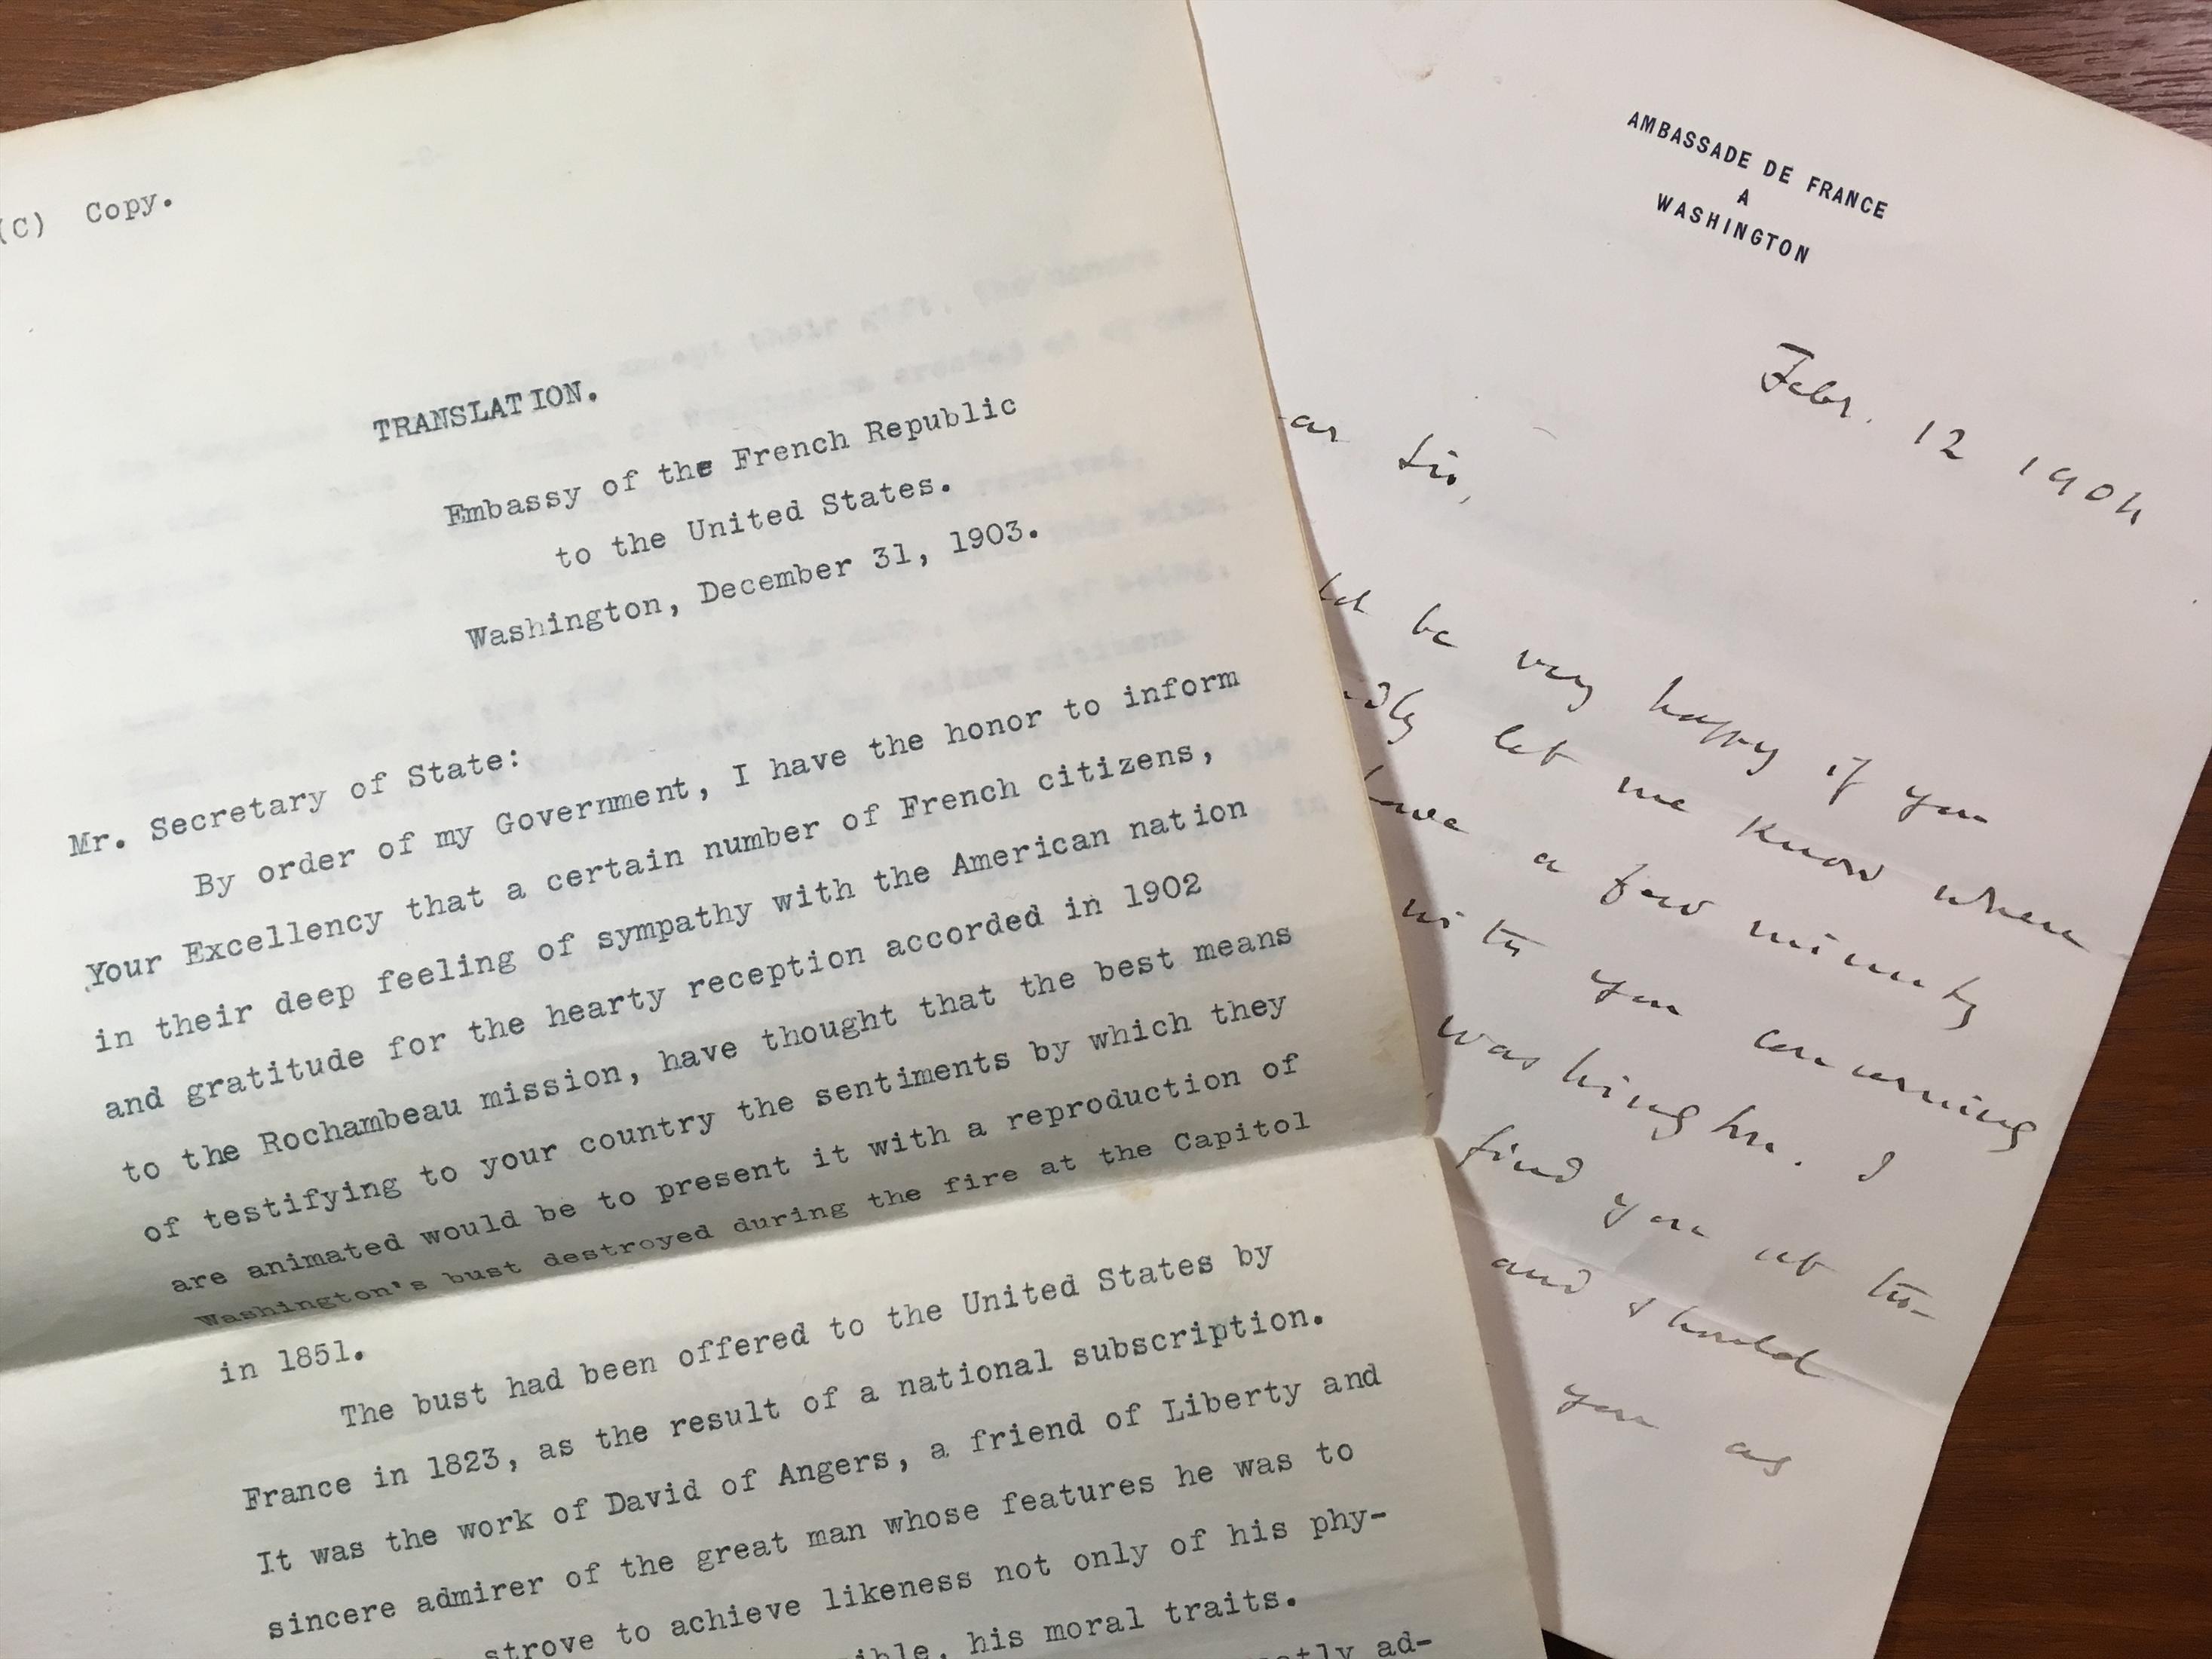 (C) Copy.
TRANSLATION.
Embassy of the French Republic
to the United States.
Washington, December 31, 1903.
Mr. Secretary of State:
By order of my Government, I have the honor to inform
Your Excellency that a certain number of French citizens,
in their deep feeling of sympathy with the American nation
and gratitude for the hearty reception accorded in 1902
to the Rochambeau mission, have thought that the best means
of testifying to your country the sentiments by which they
are animated would be to present it with a reproduction of
Washington's bust destroyed during the fire at the Capitol
in 1851.
The bust had been offered to the United States by
France in 1823, as the result of a national subscription.
It was the work of David of Angers, a friend of Liberty and
sincere admirer of the great man whose features he was to
strove to achieve likeness not only of his phy-
his moral traits.
ad-
AMBASSADE DE FRANCE
A
WASHINGTON
Febr. 12 1904
Sir,
be very happy if you
let me know where
a few minutes
with you concerning
Washington. I
find you at the
and should
you as